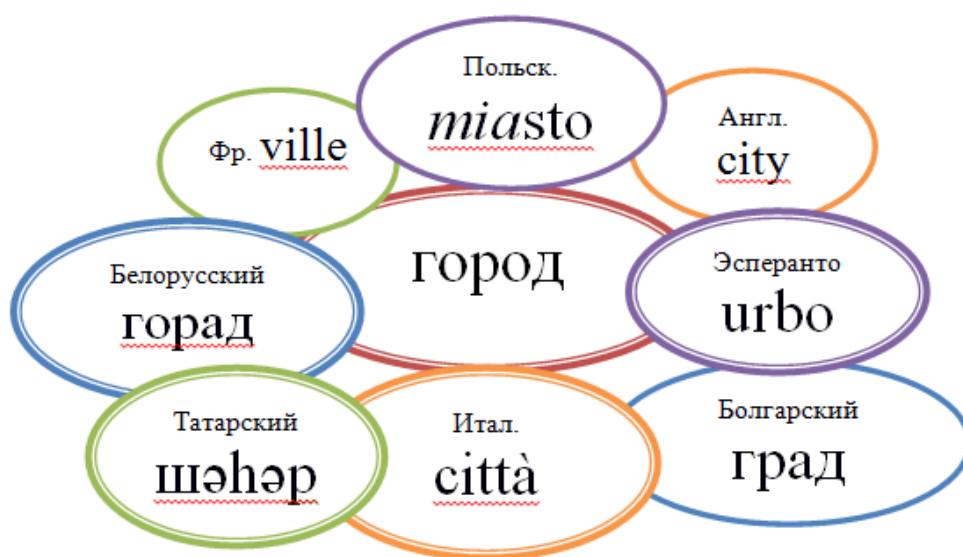 Польск.
miasto
Англ.
city
Фр. ville
город
Белорусский
горад
Эсперанто
urbo
Татарский
шәһәр
Итал.
città
Болгарский
град